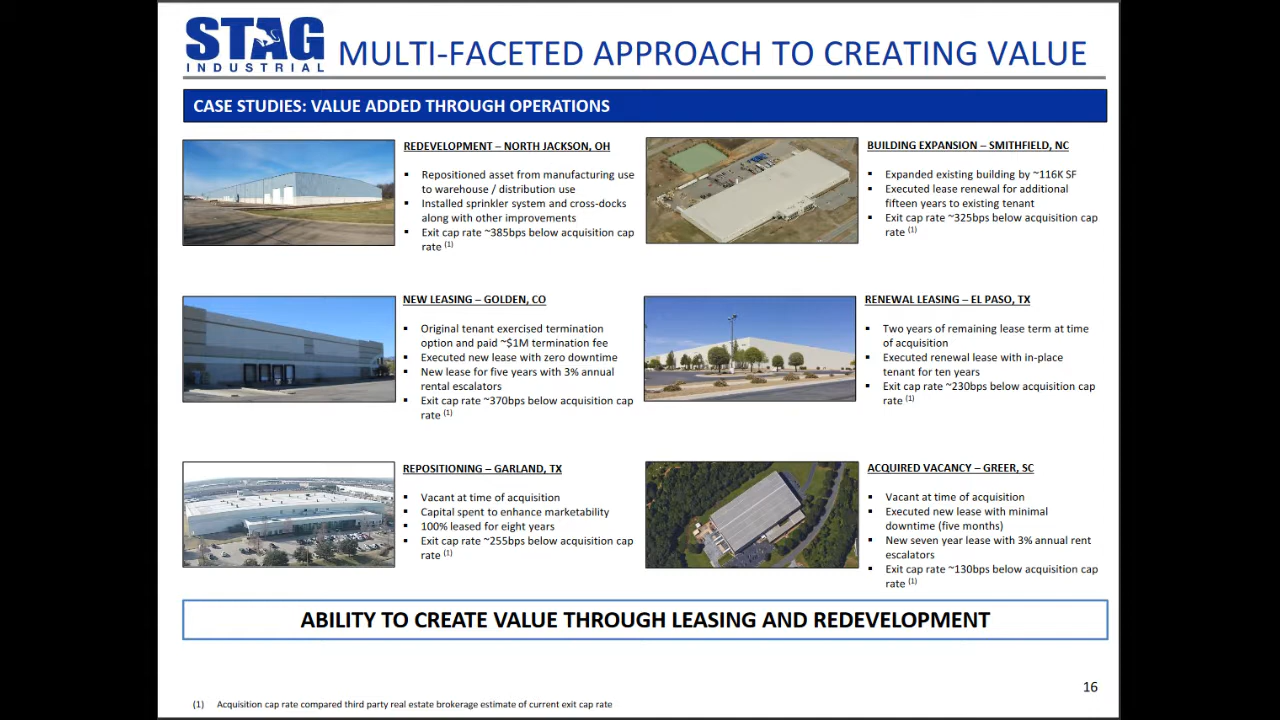 STAG
INDUSTRIAL
MULTI-FACETED APPROACH TO CREATING VALUE
CASE STUDIES: VALUE ADDED THROUGH OPERATIONS
REDEVELOPMENT – NORTH JACKSON, OH
▪ Repositioned asset from manufacturing use
to warehouse / distribution use
▪ Installed sprinkler system and cross-docks
along with other improvements
▪ Exit cap rate ~385bps below acquisition cap
rate (1)
BUILDING EXPANSION – SMITHFIELD, NC
▪ Expanded existing building by ~116K SF
▪ Executed lease renewal for additional
fifteen years to existing tenant
▪ Exit cap rate ~325bps below acquisition cap
rate (1)
NEW LEASING – GOLDEN, CO
▪ Original tenant exercised termination
option and paid ~$1M termination fee
▪ Executed new lease with zero downtime
▪ New lease for five years with 3% annual
rental escalators
▪ Exit cap rate ~370bps below acquisition cap
rate (1)
RENEWAL LEASING – EL PASO, TX
▪ Two years of remaining lease term at time
of acquisition
▪ Executed renewal lease with in-place
tenant for ten years
▪ Exit cap rate ~230bps below acquisition cap
rate (1)
REPOSITIONING – GARLAND, TX
▪ Vacant at time of acquisition
▪ Capital spent to enhance marketability
▪ 100% leased for eight years
▪ Exit cap rate ~255bps below acquisition cap
rate (1)
ACQUIRED VACANCY – GREER, SC
▪ Vacant at time of acquisition
▪ Executed new lease with minimal
downtime (five months)
▪ New seven year lease with 3% annual rent
escalators
▪ Exit cap rate ~130bps below acquisition cap
rate (1)
ABILITY TO CREATE VALUE THROUGH LEASING AND REDEVELOPMENT
16
(1) Acquisition cap rate compared third party real estate brokerage estimate of current exit cap rate